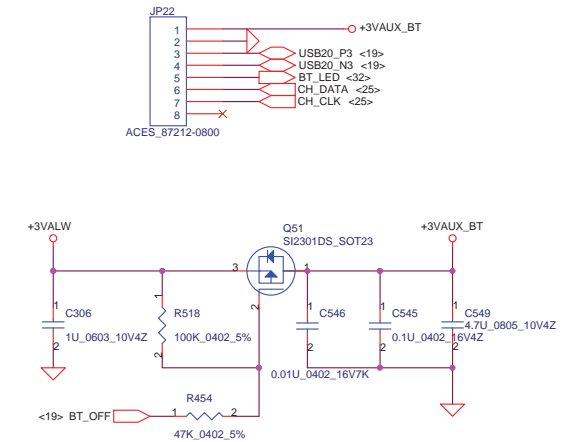 JP22
1
2
3
4
5
6
7
8
+3VAUX_BT
USB20_P3 <19>
USB20_N3 <19>
BT_LED <32>
CH_DATA <25>
CH_CLK <25>
ACES_87212-0800
+3VALW
Q51
SI2301DS_SOT23
+3VAUX_BT
3
1
2
1
C306
1U_0603_10V4Z
2
1
R518
100K_0402_5%
2
1
C546
2
0.01U_0402_16V7K
1
C545
0.1U_0402_16V4Z
2
1
C549
4.7U_0805_10V4Z
2
R454
<19> BT_OFF
1
2
47K_0402_5%